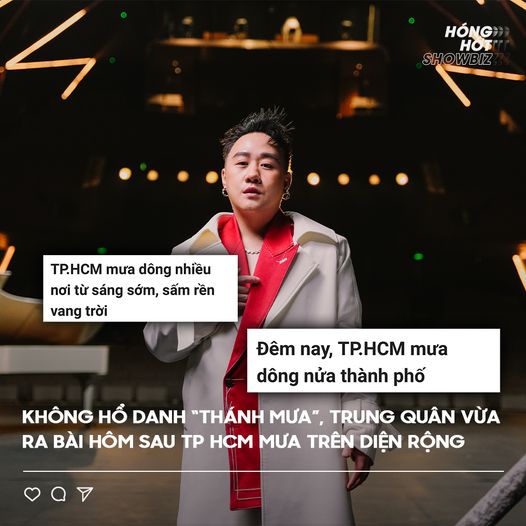 HÓNG
HỚT
SHOWBIZ
TP.HCM mưa dông nhiều
nơi từ sáng sớm, sấm rền
vang trời
Đêm nay, TP.HCM mưa
dông nửa thành phố
KHÔNG HỔ DANH "THÁNH MƯA", TRUNG QUÂN VỪA
RA BÀI HÔM SAU TP HCM MƯA TRÊN DIỆN RỘNG